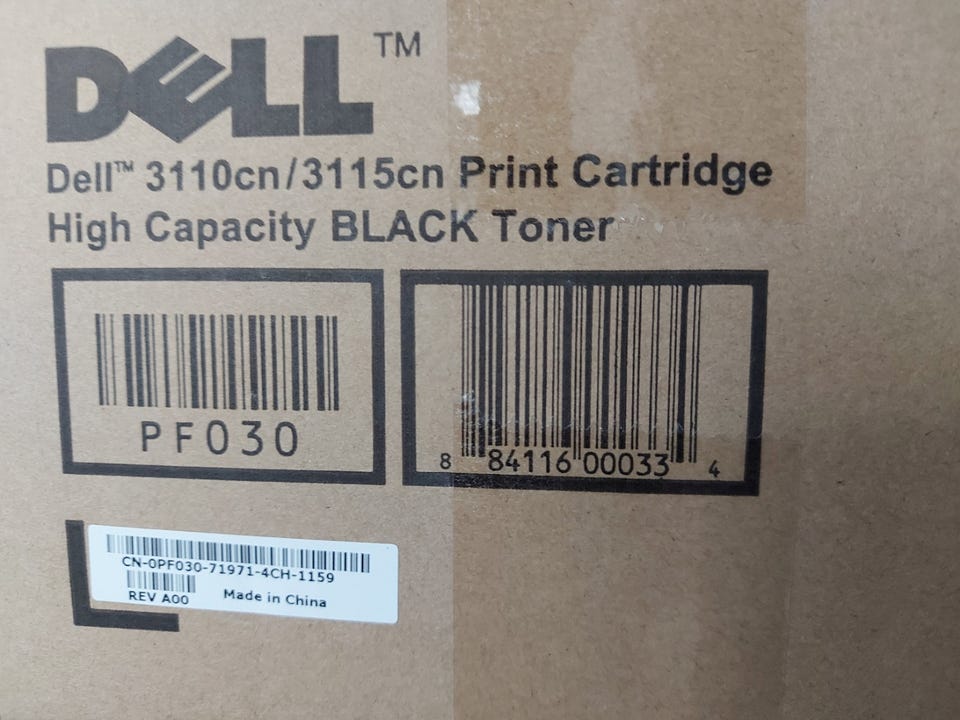 DELL™
Dell™ 3110cn/3115cn Print Cartridge
High Capacity BLACK Toner
PF030
8 84116 00033 4
CN-0PF030-71971-4CH-1159
REV A00 Made in China